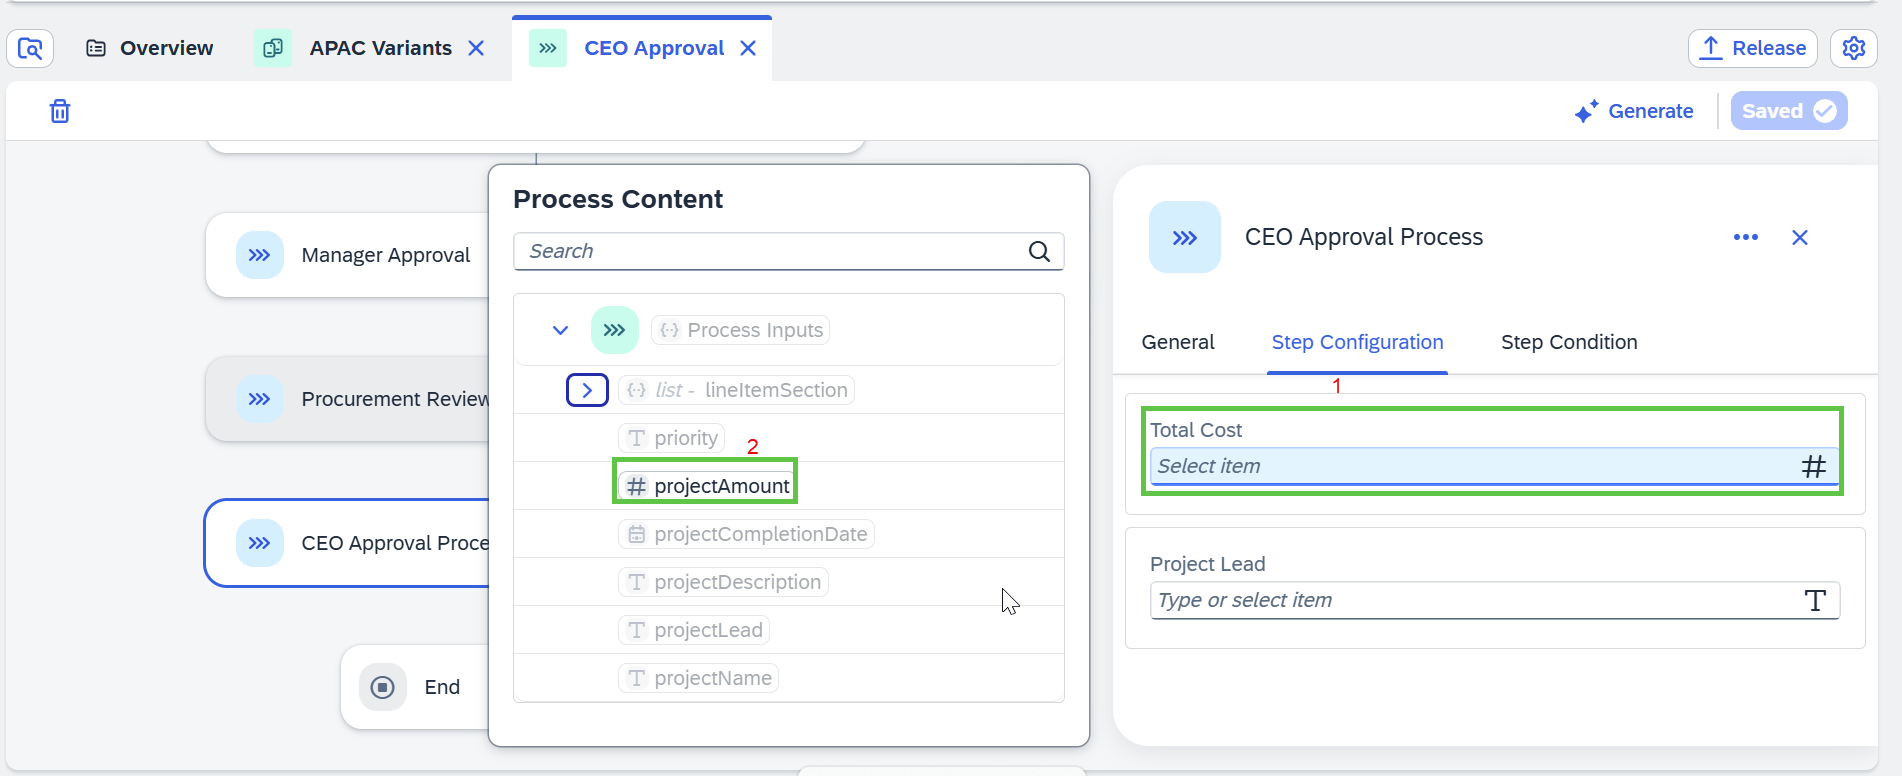 Overview
APAC Variants
CEO Approval
Release
Generate
Saved
Manager Approval
Procurement Review
CEO Approval Proce
End
Process Content
Search
Process Inputs
list - lineItemSection
priority
2
projectAmount
projectCompletionDate
projectDescription
projectLead
projectName
CEO Approval Process
General
Step Configuration
Step Condition
1
Total Cost
Select item
Project Lead
Type or select item